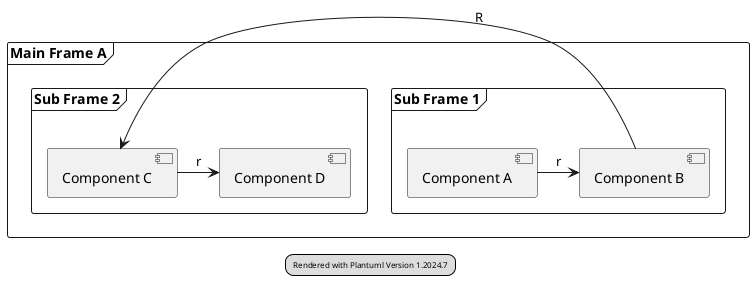 R
Main Frame A
Sub Frame 2
Sub Frame 1
Component C
r
Component D
Component A
r
Component B
Rendered with Plantuml Version 1.2024.7